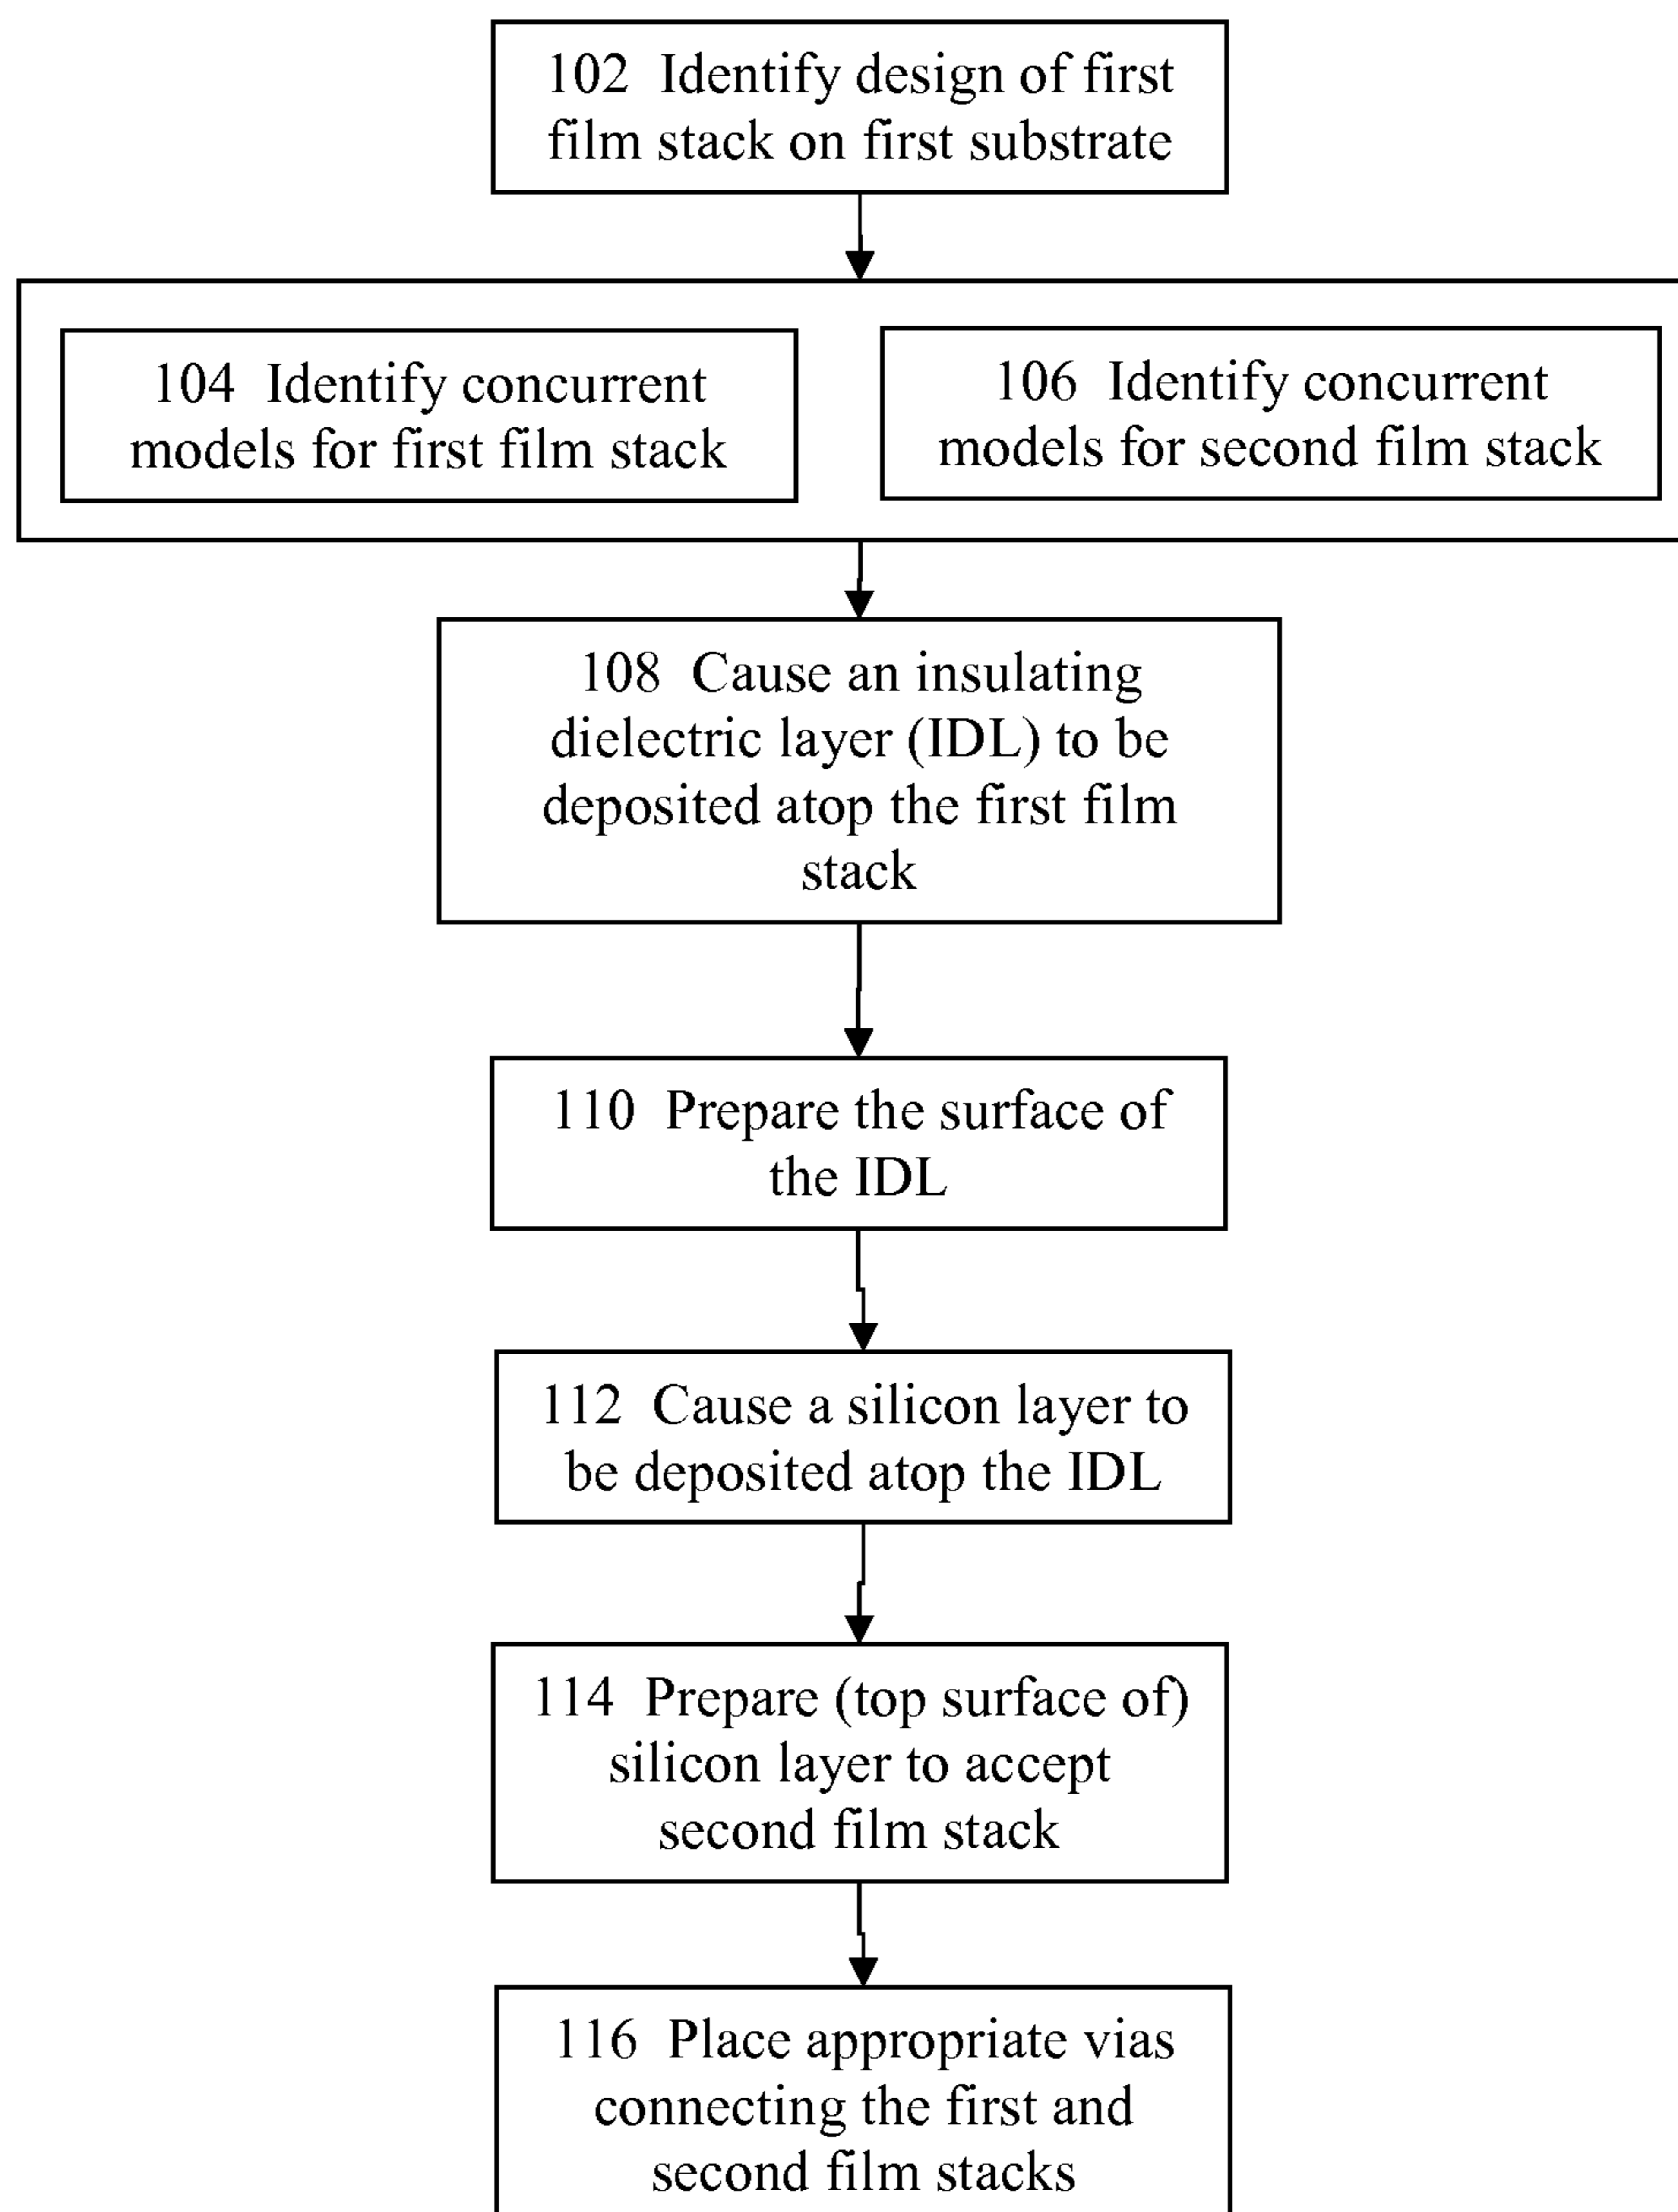 102 Identify design of first
film stack on first substrate
104 Identify concurrent
models for first film stack
106 Identify concurrent
models for second film stack
108 Cause an insulating
dielectric layer (IDL) to be
deposited atop the first film
stack
110 Prepare the surface of
the IDL
112 Cause a silicon layer to
be deposited atop the IDL
114 Prepare (top surface of)
silicon layer to accept
second film stack
116 Place appropriate vias
connecting the first and
second film stacks